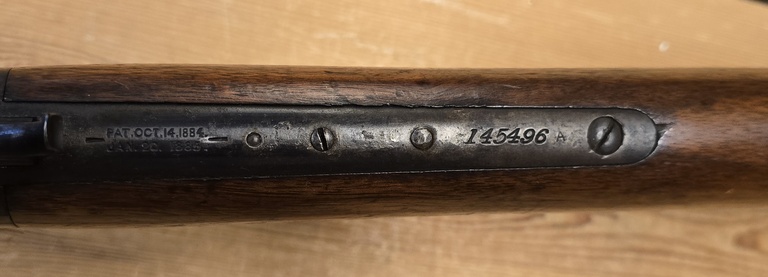 PAT. OCT. 14. 1884.
JAN. 20. 1885.
145496 A